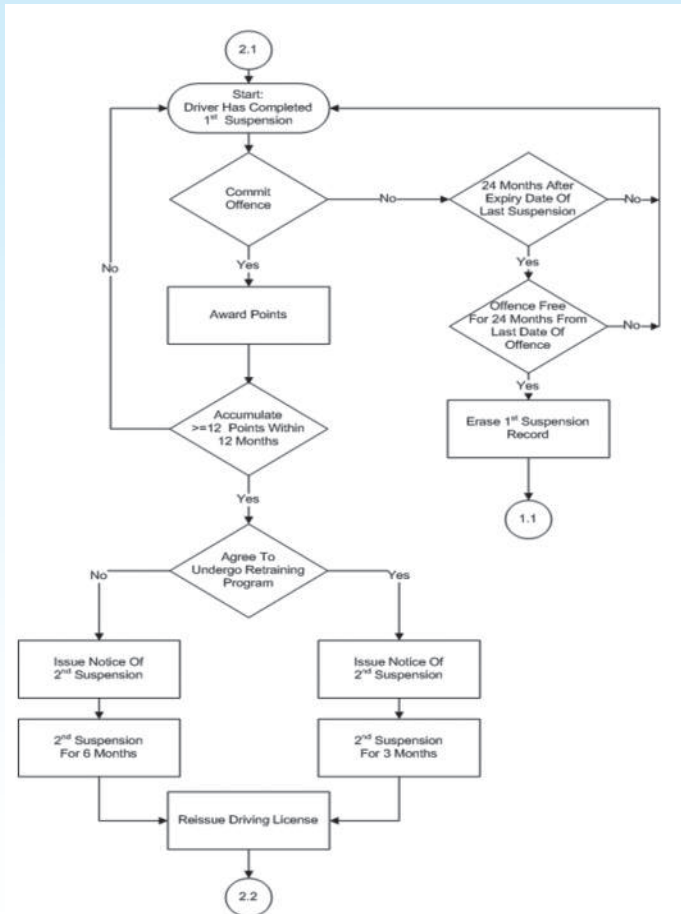 2.1
Start:
Driver Has Completed
1st Suspension
Commit
Offence
No
24 Months After
Expiry Date Of
Last Suspension
No
Yes
Yes
No
Award Points
Offence Free
For 24 Months From
Last Date Of
Offence
No
Yes
Accumulate
>=12 Points Within
12 Months
Erase 1st Suspension
Record
Yes
1.1
Agree To
Undergo Retraining
Program
No
Yes
Issue Notice Of
2nd Suspension
Issue Notice Of
2nd Suspension
2nd Suspension
For 6 Months
2nd Suspension
For 3 Months
Reissue Driving License
2.2